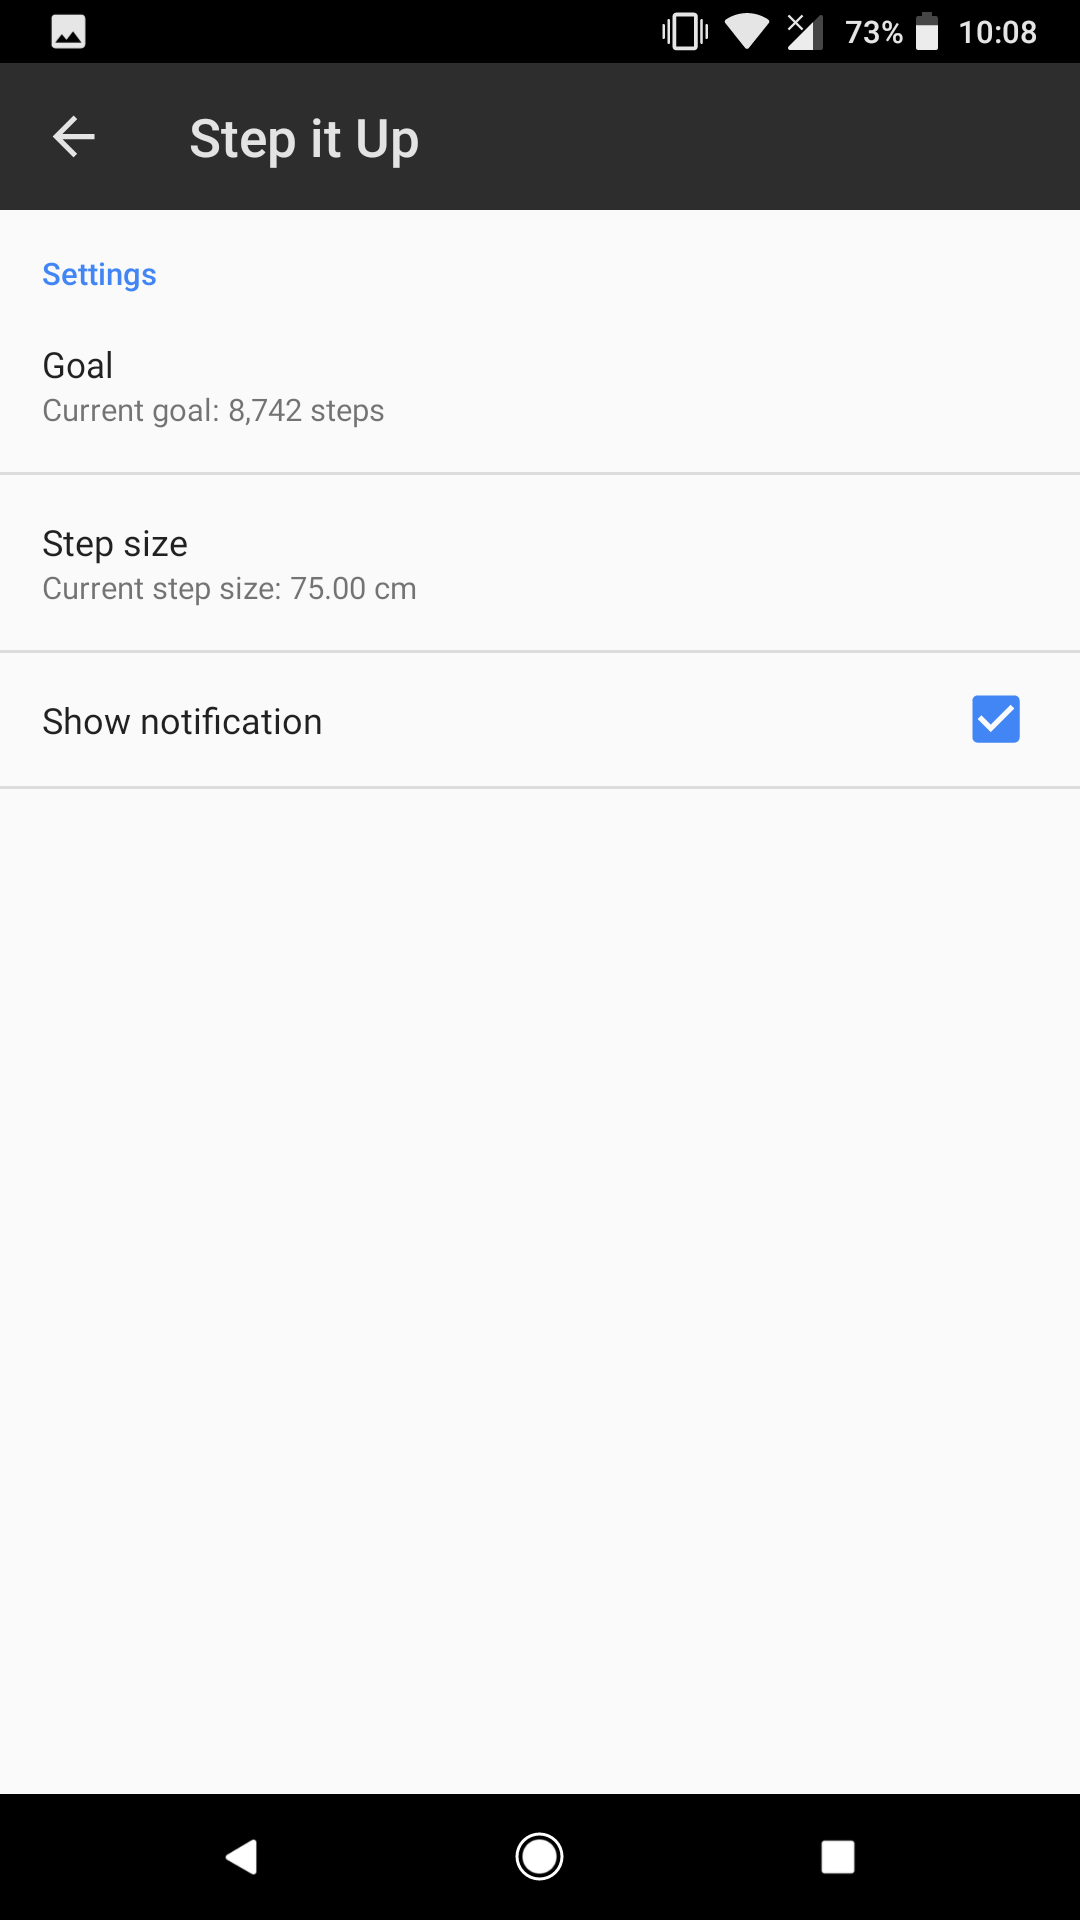 73% 10:08
Step it Up
Settings
Goal
Current goal: 8,742 steps
Step size
Current step size: 75.00 cm
Show notification